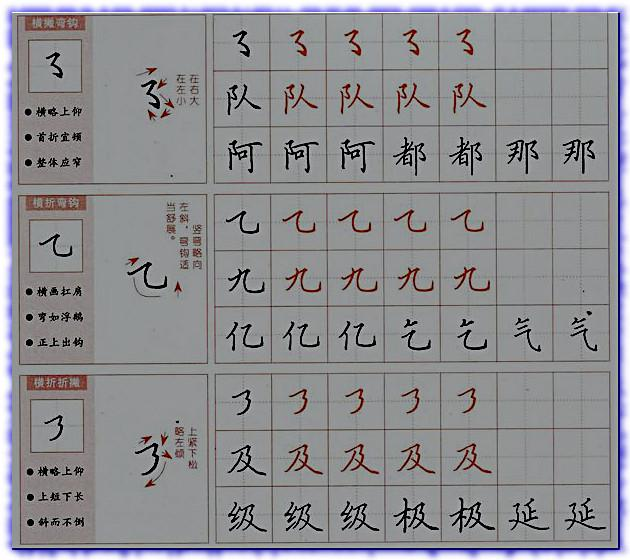 横撇弯钩
㇌
● 横略上仰
● 首折宜倾
● 整体应窄
在右大
在左小
㇌ ㇌ ㇌ ㇌ ㇌
队 队 队 队 队
阿 阿 阿 都 都 那 那
横折弯钩
乙
● 横画扛肩
● 弯如浮鹅
● 正上出钩
竖弯略向
左斜，弯钩适
当舒展。
乙 乙 乙 乙 乙
九 九 九 九 九
亿 亿 亿 乞 乞 气 气
横折折撇
㇋
● 横略上仰
● 上短下长
● 斜而不倒
上紧下松
略左倾
㇋ ㇋ ㇋ ㇋ ㇋
及 及 及 及 及
级 级 级 极 极 延 延